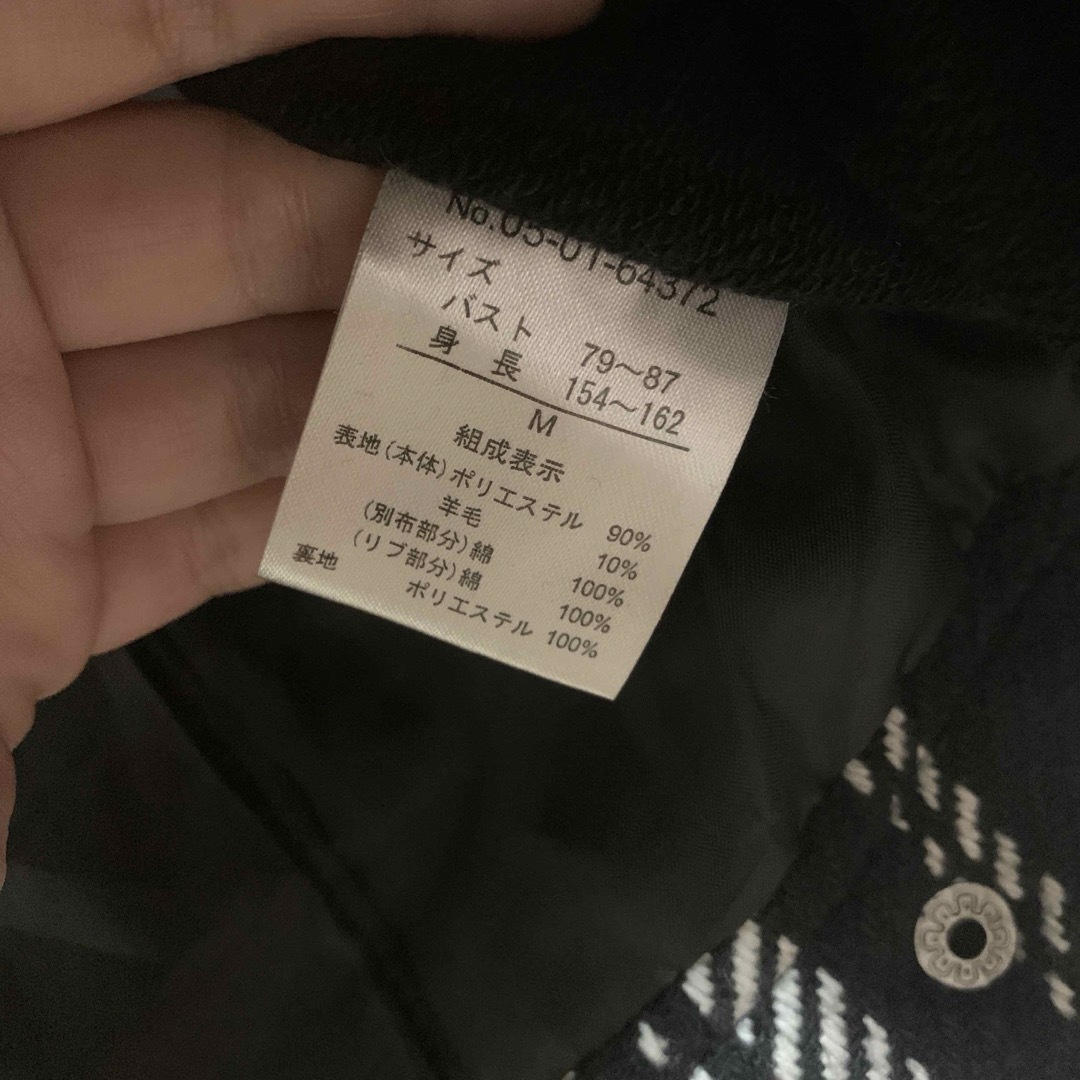 No.05-01-64372
サイズ
バスト 79～87
身 長 154～162
M
組成表示
表地(本体)ポリエステル 90%
羊毛 10%
(別布部分)綿 100%
(リブ部分)綿 100%
裏地 ポリエステル 100%